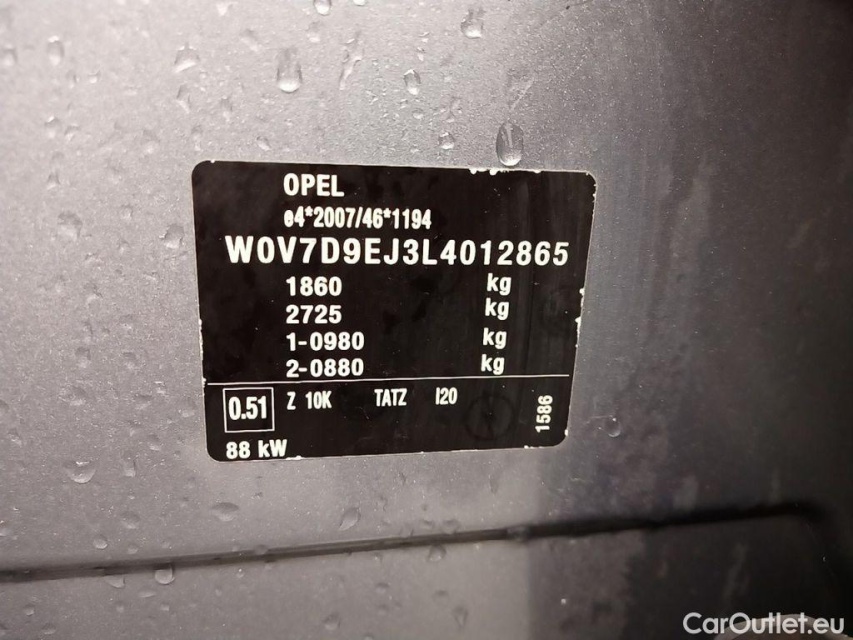 OPEL
e4*2007/46*1194
W0V7D9EJ3L4012865
1860 kg
2725 kg
1-0980 kg
2-0880 kg
0.51 Z 10K TATZ I20
1586
88 kW
CarOutlet.eu